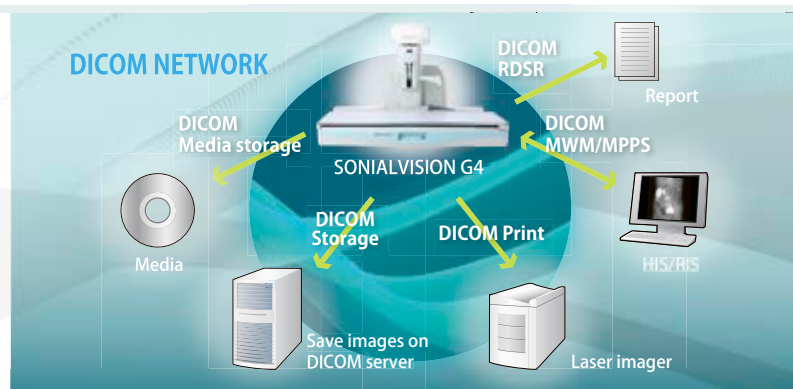 DICOM NETWORK
DICOM
RDSR
Report
DICOM
Media storage
DICOM
MWM/MPPS
SONIALVISION G4
Media
DICOM
Storage
DICOM Print
HIS/RIS
Save images on
DICOM server
Laser imager